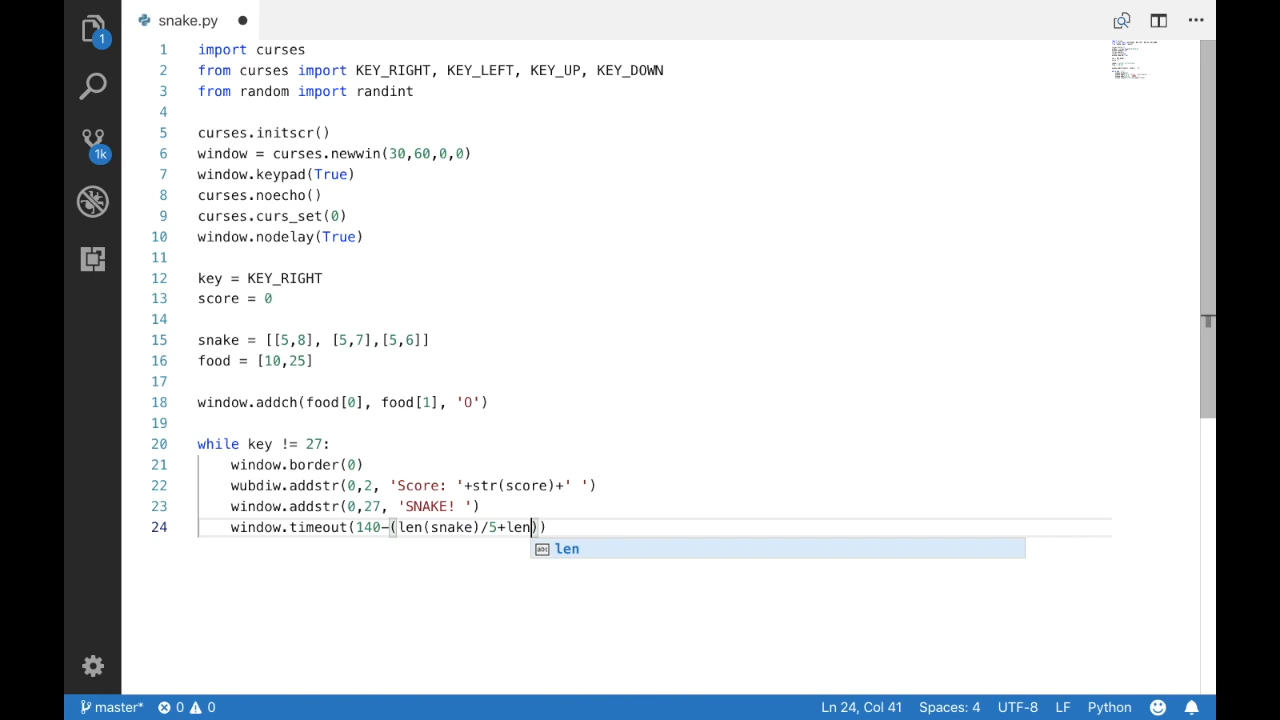 snake.py
1
1k
1 import curses
2 from curses import KEY_RIGHT, KEY_LEFT, KEY_UP, KEY_DOWN
3 from random import randint
4
5 curses.initscr()
6 window = curses.newwin(30,60,0,0)
7 window.keypad(True)
8 curses.noecho()
9 curses.curs_set(0)
10 window.nodelay(True)
11
12 key = KEY_RIGHT
13 score = 0
14
15 snake = [[5,8], [5,7],[5,6]]
16 food = [10,25]
17
18 window.addch(food[0], food[1], 'O')
19
20 while key != 27:
21     window.border(0)
22     wubdiw.addstr(0,2, 'Score: '+str(score)+' ')
23     window.addstr(0,27, 'SNAKE! ')
24     window.timeout(140-(len(snake)/5+len))
abc len
master* 0 0 Ln 24, Col 41 Spaces: 4 UTF-8 LF Python